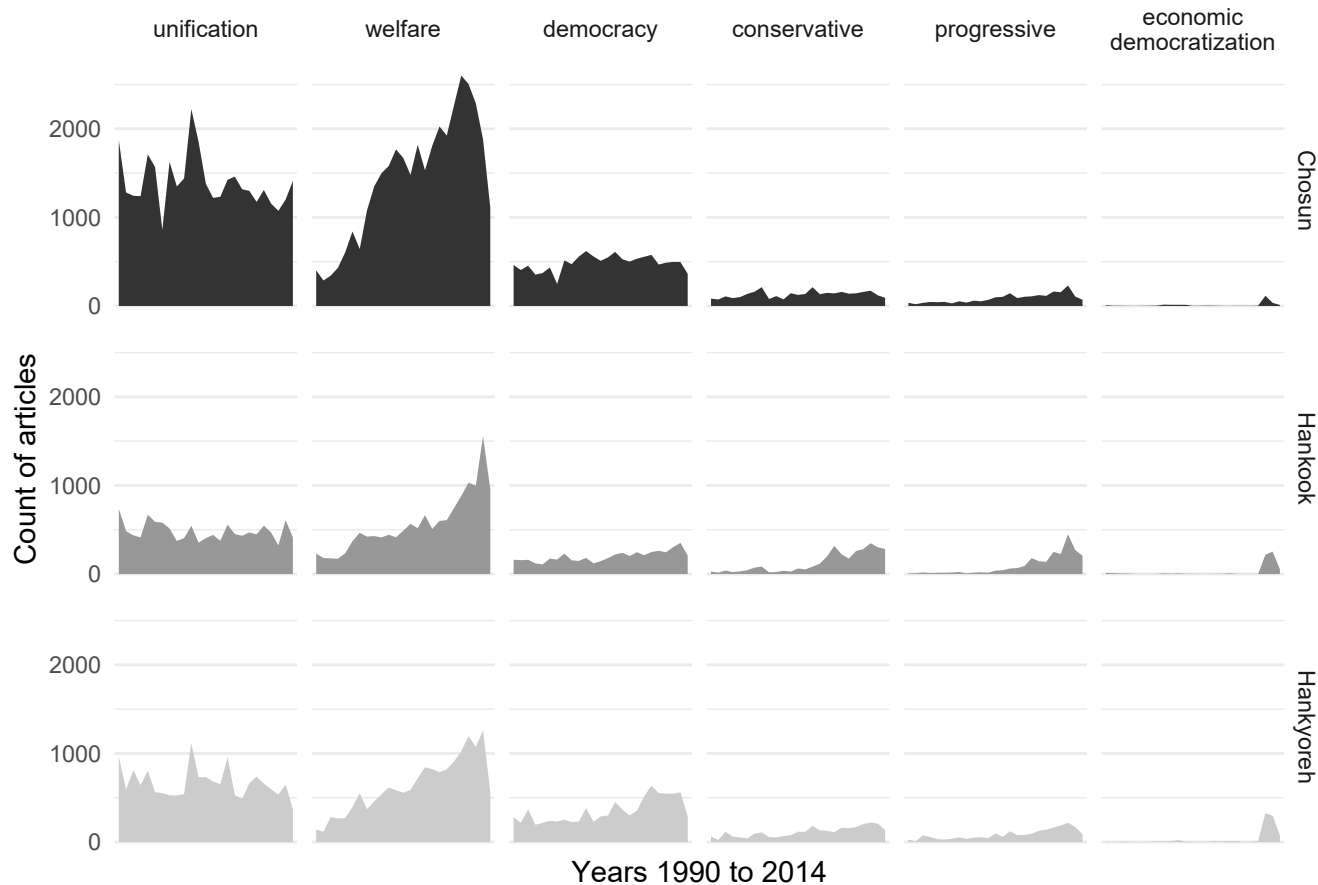 unification
welfare
democracy
conservative
progressive
economic
democratization
2000
1000
0
Chosun
2000
1000
0
Hankook
2000
1000
0
Hankyoreh
Count of articles
Years 1990 to 2014